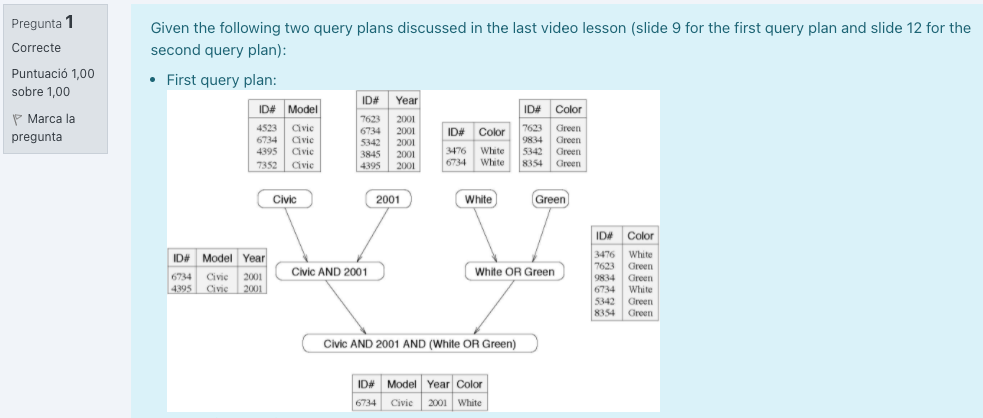 Pregunta 1
Correcte
Puntuació 1,00
sobre 1,00
Marca la
pregunta
Given the following two query plans discussed in the last video lesson (slide 9 for the first query plan and slide 12 for the
second query plan):
• First query plan:
ID# Model
4523 Civic
6734 Civic
4395 Civic
7352 Civic
ID# Year
7623 2001
6734 2001
5342 2001
3845 2001
4395 2001
ID# Color
3476 White
6734 White
ID# Color
7623 Green
9834 Green
5342 Green
8354 Green
Civic
2001
White
Green
ID# Model Year
6734 Civic 2001
4395 Civic 2001
Civic AND 2001
White OR Green
ID# Color
3476 White
7623 Green
9834 Green
6734 White
5342 Green
8354 Green
Civic AND 2001 AND (White OR Green)
ID# Model Year Color
6734 Civic 2001 White